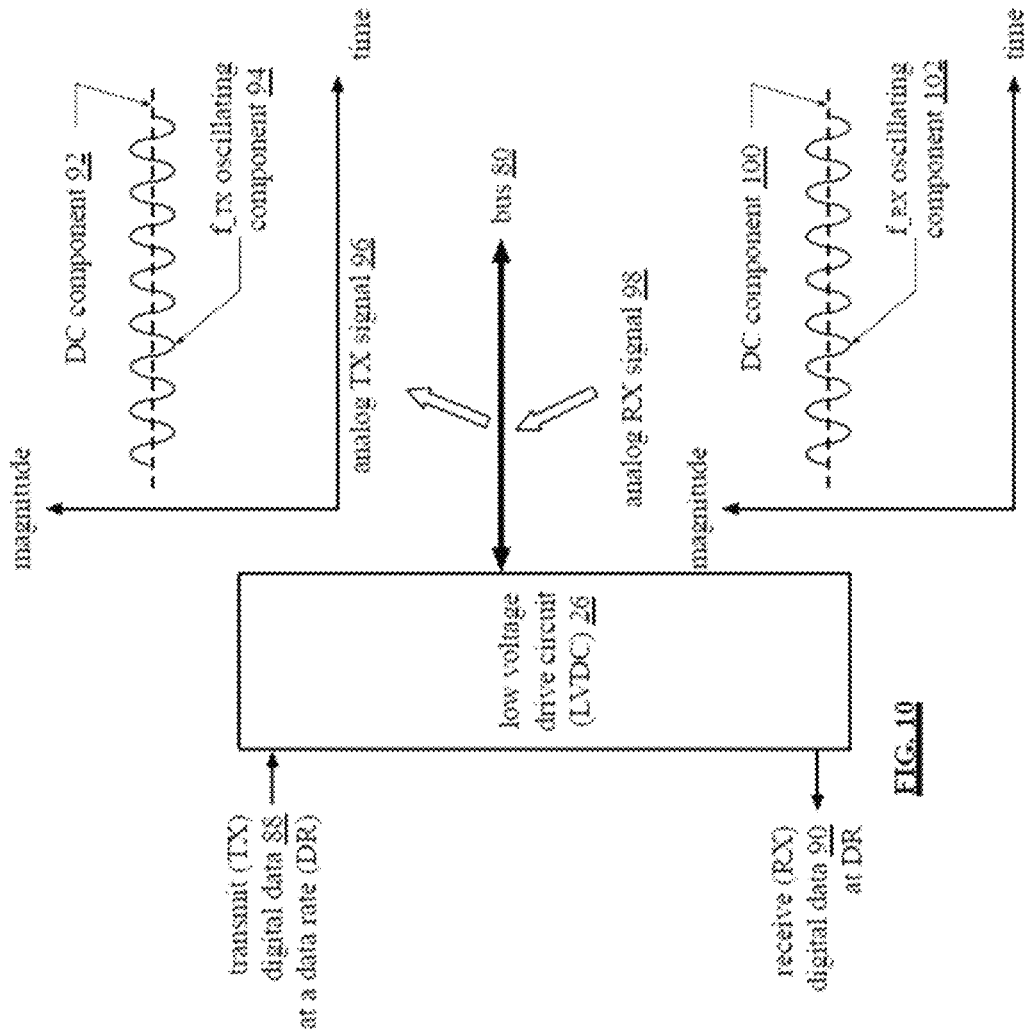 magnitude
DC component 92
f_TX oscillating
component 94
time
transmit (TX)
digital data 88
at a data rate (DR)
analog TX signal 96
low voltage
drive circuit
(LVDC) 26
bus 80
analog RX signal 98
magnitude
DC component 100
f_RX oscillating
component 102
time
receive (RX)
digital data 90
at DR
FIG. 10